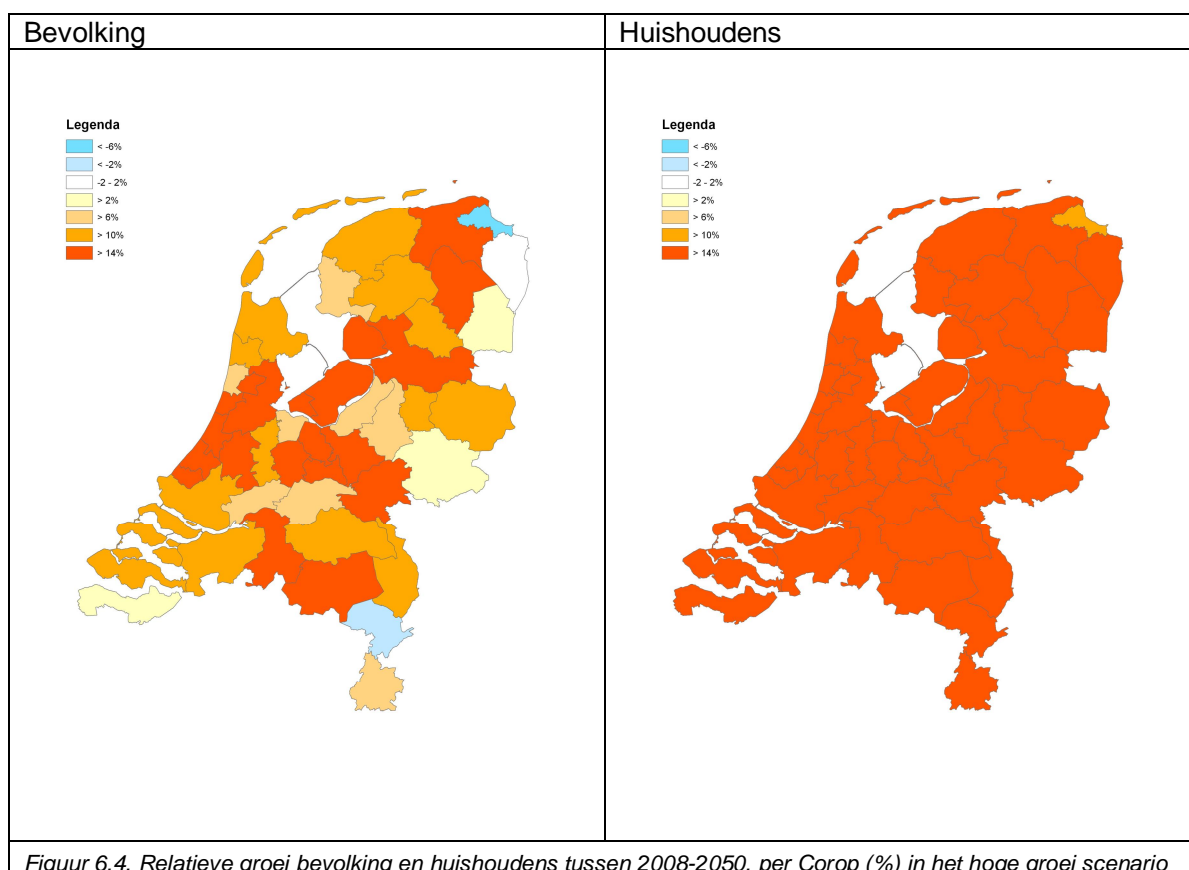 Bevolking
Huishoudens
Legenda
< -6%
< -2%
-2 - 2%
> 2%
> 6%
> 10%
> 14%
Legenda
< -6%
< -2%
-2 - 2%
> 2%
> 6%
> 10%
> 14%
Figuur 6.4. Relatieve groei bevolking en huishoudens tussen 2008-2050, per Corop (%) in het hoge groei scenario